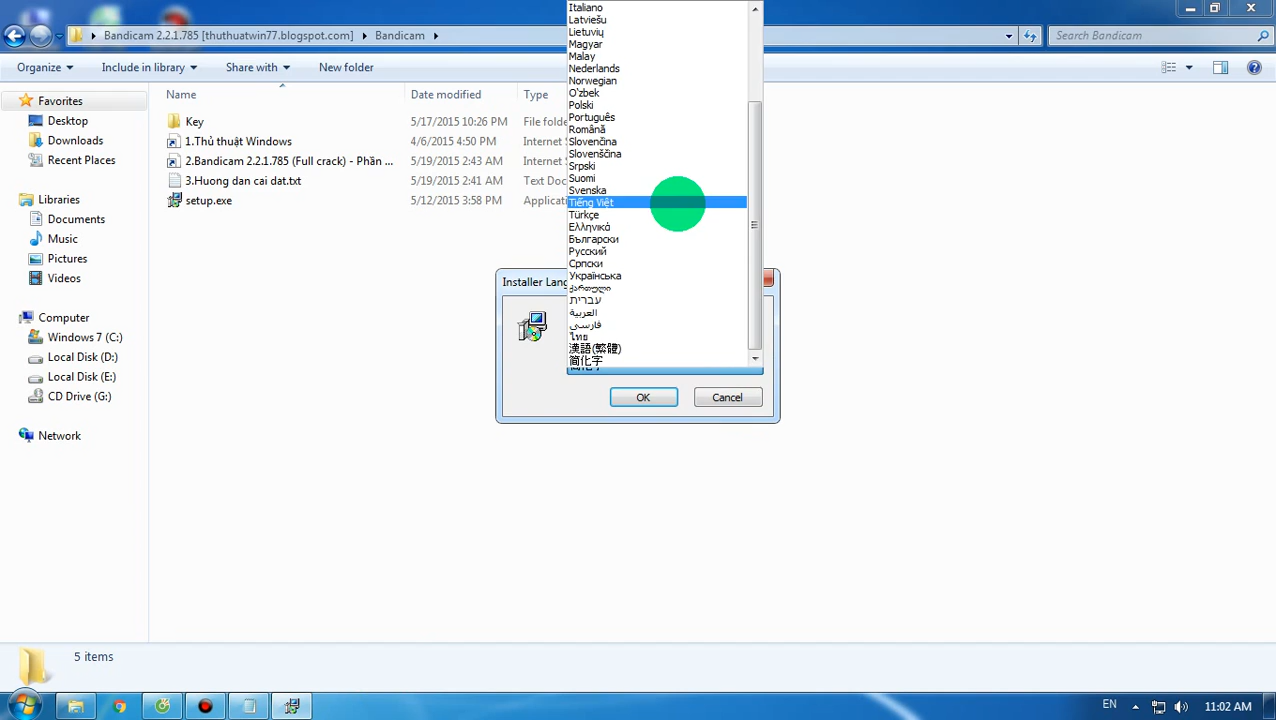 Bandicam 2.2.1.785 [thuthuatwin77.blogspot.com] Bandicam
Search Bandicam
Organize
Include in library
Share with
New folder
Name
Date modified
Type
Favorites
Desktop
Downloads
Recent Places
Libraries
Documents
Music
Pictures
Videos
Computer
Windows 7 (C:)
Local Disk (D:)
Local Disk (E:)
CD Drive (G:)
Network
Key 5/17/2015 10:26 PM File folde
1.Thủ thuật Windows 4/6/2015 4:50 PM Internet S
2.Bandicam 2.2.1.785 (Full crack) - Phần ... 5/19/2015 2:43 AM Internet S
3.Huong dan cai dat.txt 5/19/2015 2:41 AM Text Doc
setup.exe 5/12/2015 3:58 PM Applicati
Italiano
Latviešu
Lietuvių
Magyar
Malay
Nederlands
Norwegian
O'zbek
Polski
Português
Română
Slovenčina
Slovenščina
Srpski
Suomi
Svenska
Tiếng Việt
Türkçe
Ελληνικά
Български
Русский
Српски
Українська
ქართული
עברית
العربية
فارسی
ไทย
漢語(繁體)
简化字
Installer Lang
OK
Cancel
5 items
EN
11:02 AM